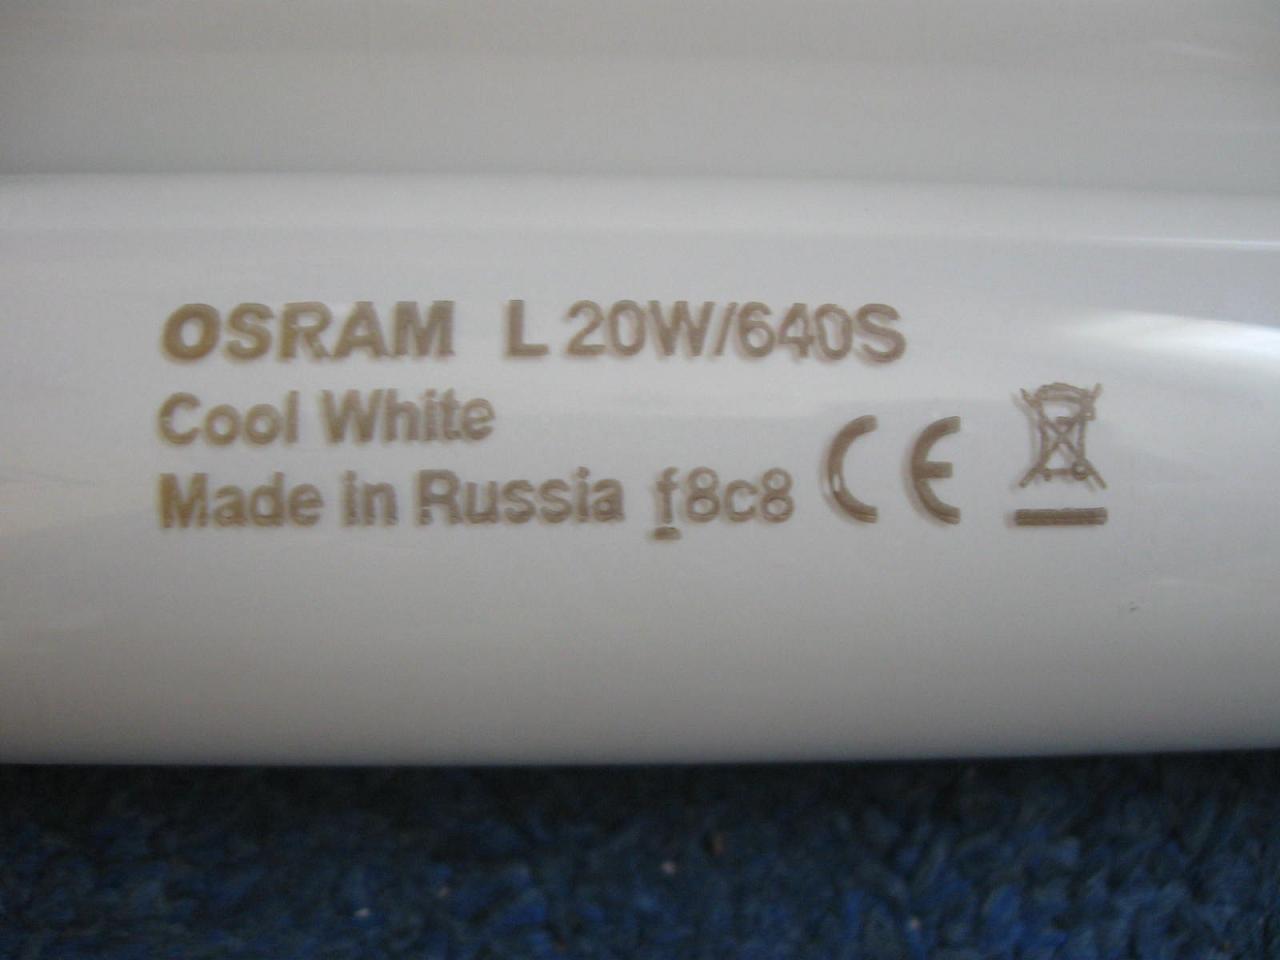 OSRAM L 20W/640S
Cool White
Made in Russia f8c8 CE